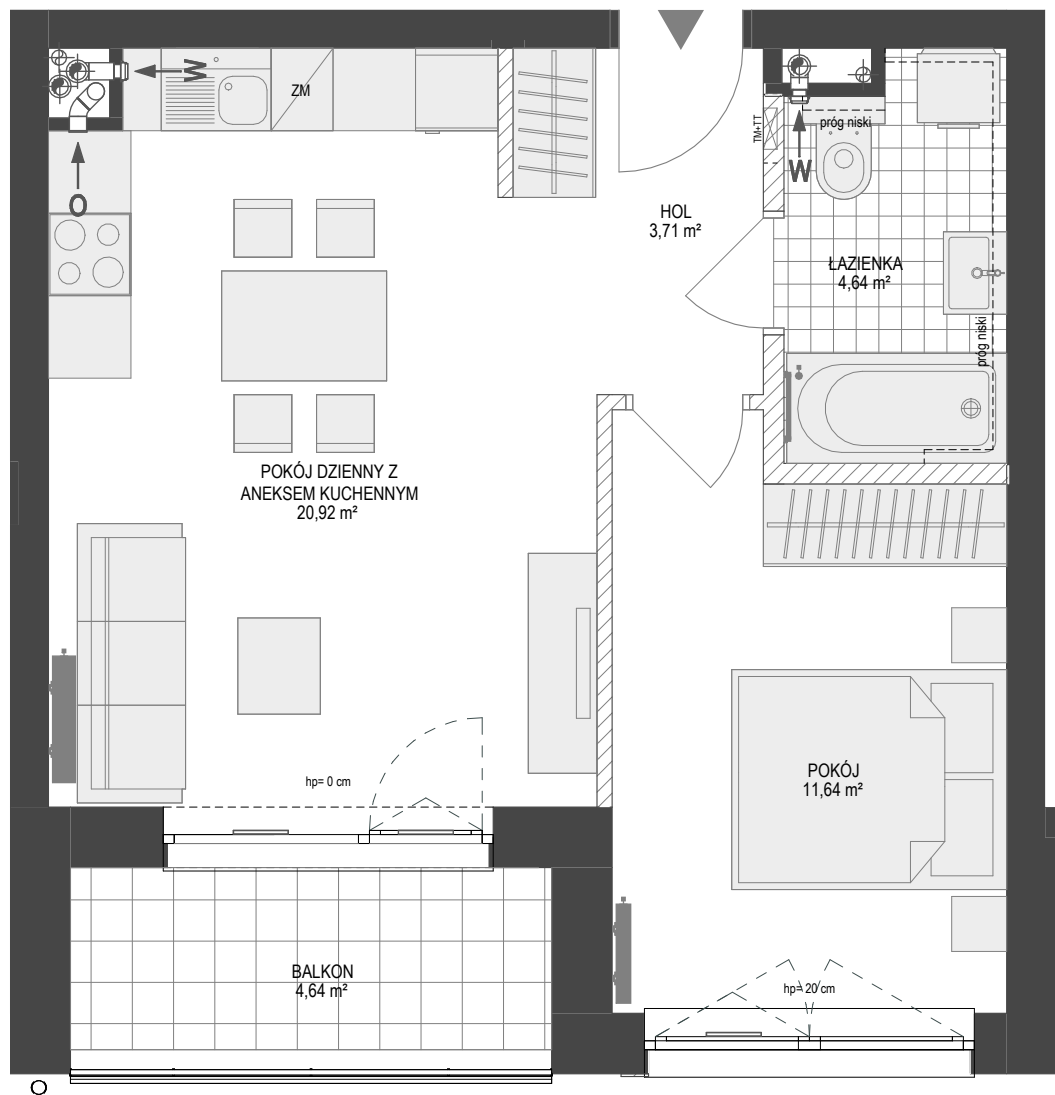 W
ZM
O
TM+TT
próg niski
W
HOL
3,71 m²
ŁAZIENKA
4,64 m²
próg niski
POKÓJ DZIENNY Z
ANEKSEM KUCHENNYM
20,92 m²
hp= 0 cm
POKÓJ
11,64 m²
BALKON
4,64 m²
hp= 20 cm